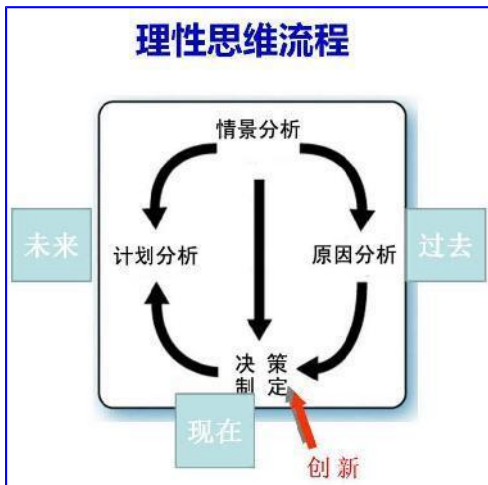 理性思维流程
情景分析
未来
计划分析
原因分析
过去
决 策
制 定
现在
创新